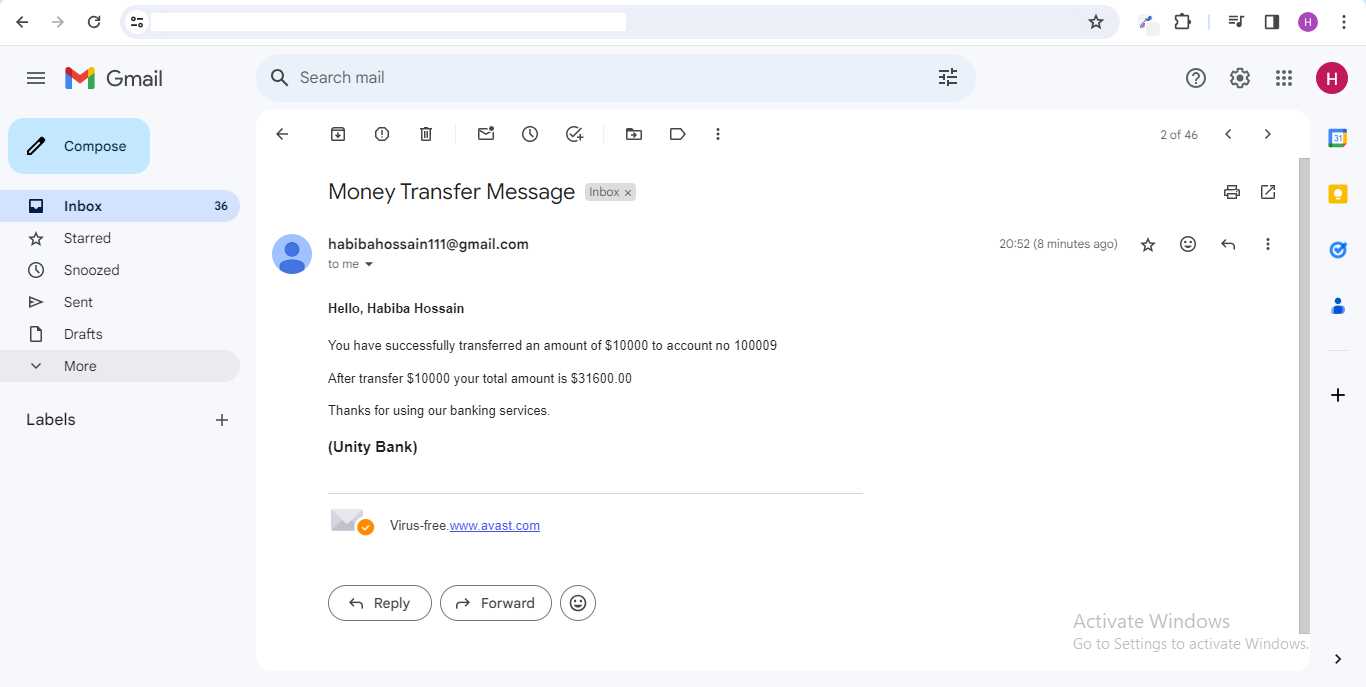 H
Gmail
Search mail
H
Compose
2 of 46
31
Inbox 36
Starred
Snoozed
Sent
Drafts
More
Labels
Money Transfer Message Inbox ×
habibahossain111@gmail.com
20:52 (8 minutes ago)
to me
Hello, Habiba Hossain
You have successfully transferred an amount of $10000 to account no 100009
After transfer $10000 your total amount is $31600.00
Thanks for using our banking services.
(Unity Bank)
Virus-free.www.avast.com
Reply
Forward
Activate Windows
Go to Settings to activate Windows.